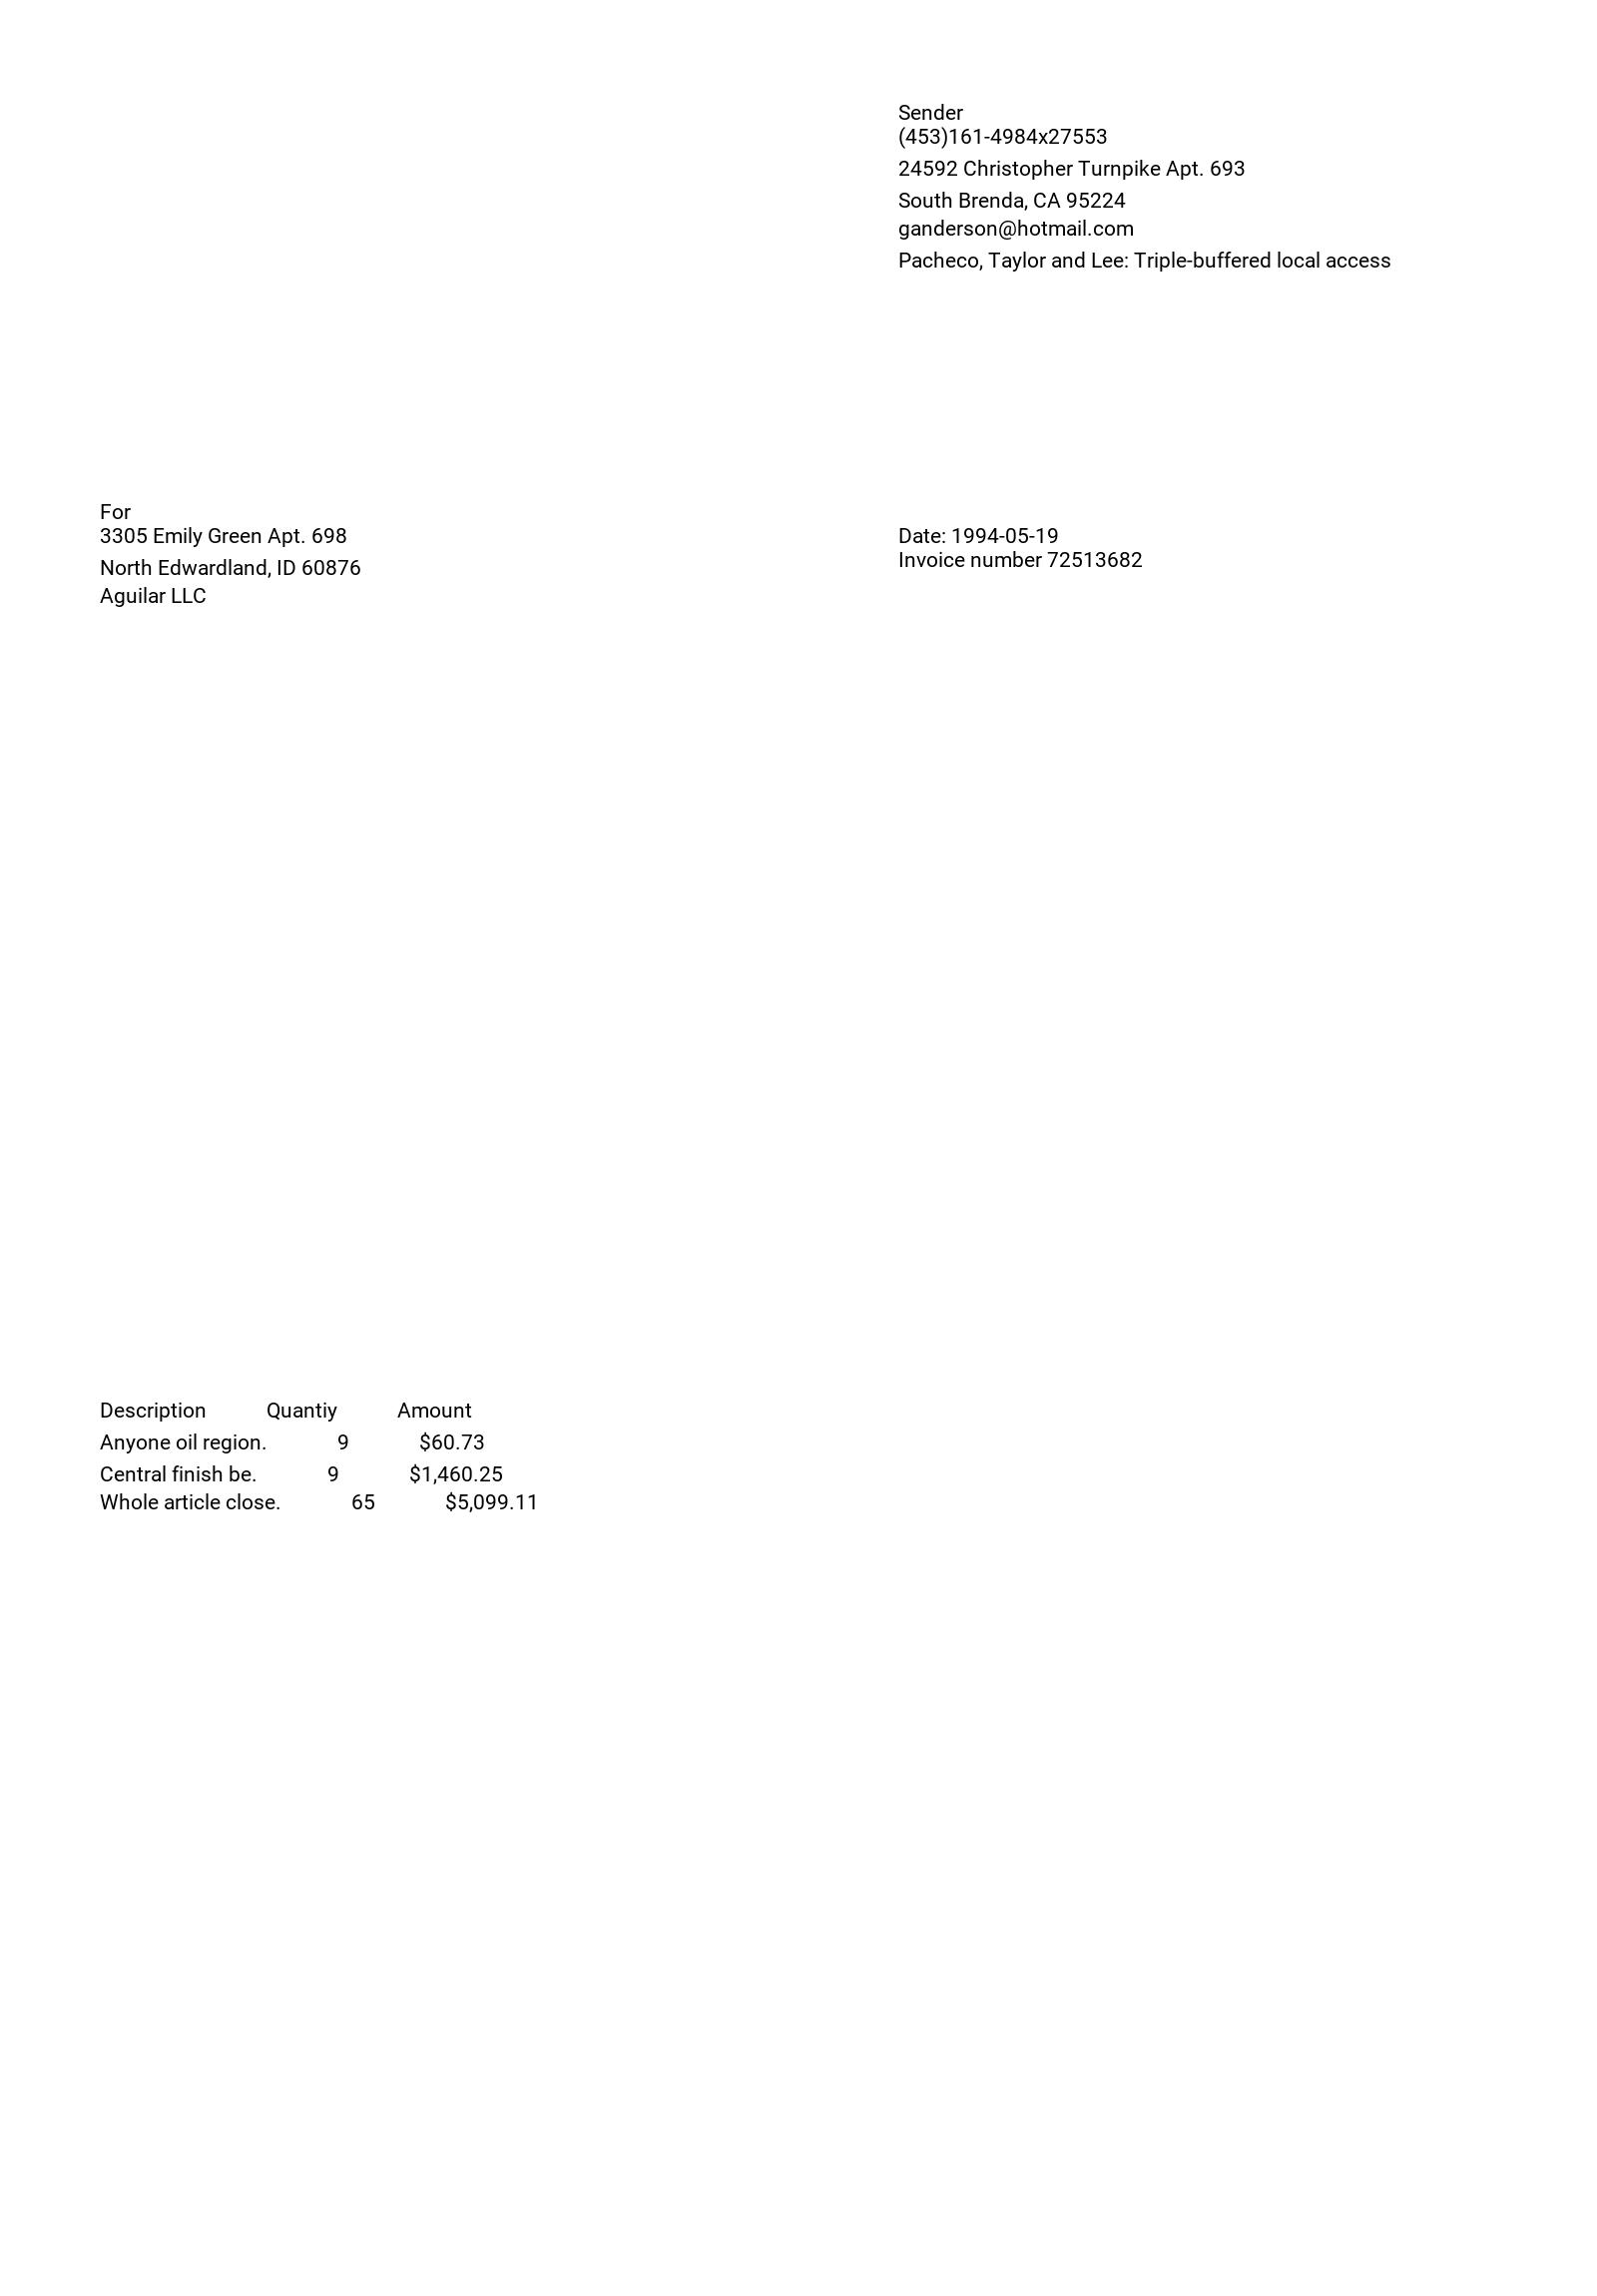 Sender
(453)161-4984x27553
24592 Christopher Turnpike Apt. 693
South Brenda, CA 95224
ganderson@hotmail.com
Pacheco, Taylor and Lee: Triple-buffered local access
For
3305 Emily Green Apt. 698
North Edwardland, ID 60876
Aguilar LLC
Date: 1994-05-19
Invoice number 72513682
Description Quantiy Amount
Anyone oil region. 9 $60.73
Central finish be. 9 $1,460.25
Whole article close. 65 $5,099.11